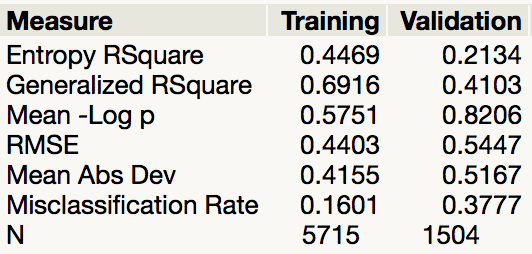 Measure Training Validation
Entropy RSquare 0.4469 0.2134
Generalized RSquare 0.6916 0.4103
Mean -Log p 0.5751 0.8206
RMSE 0.4403 0.5447
Mean Abs Dev 0.4155 0.5167
Misclassification Rate 0.1601 0.3777
N 5715 1504